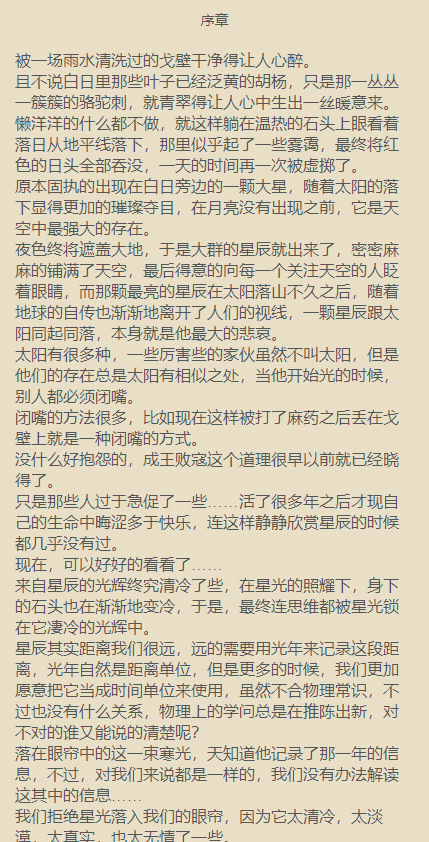 序章
被一场雨水清洗过的戈壁干净得让人心醉。
且不说白日里那些叶子已经泛黄的胡杨，只是那一丛丛
一簇簇的骆驼刺，就青翠得让人心中生出一丝暖意来。
懒洋洋的什么都不做，就这样躺在温热的石头上眼看着
落日从地平线落下，那里似乎起了一些雾霭，最终将红
色的日头全部吞没，一天的时间再一次被虚掷了。
原本固执的出现在白日旁边的一颗大星，随着太阳的落
下显得更加的璀璨夺目，在月亮没有出现之前，它是天
空中最强大的存在。
夜色终将遮盖大地，于是大群的星辰就出来了，密密麻
麻的铺满了天空，最后得意的向每一个关注天空的人眨
着眼睛，而那颗最亮的星辰在太阳落山不久之后，随着
地球的自传也渐渐地离开了人们的视线，一颗星辰跟太
阳同起同落，本身就是他最大的悲哀。
太阳有很多种，一些厉害些的家伙虽然不叫太阳，但是
他们的存在总是太阳有相似之处，当他开始光的时候，
别人都必须闭嘴。
闭嘴的方法很多，比如现在这样被打了麻药之后丢在戈
壁上就是一种闭嘴的方式。
没什么好抱怨的，成王败寇这个道理很早以前就已经晓
得了。
只是那些人过于急促了一些……活了很多年之后才现自
己的生命中晦涩多于快乐，连这样静静欣赏星辰的时候
都几乎没有过。
现在，可以好好的看看了……
来自星辰的光辉终究清冷了些，在星光的照耀下，身下
的石头也在渐渐地变冷，于是，最终连思维都被星光锁
在它凄冷的光辉中。
星辰其实距离我们很远，远的需要用光年来记录这段距
离，光年自然是距离单位，但是更多的时候，我们更加
愿意把它当成时间单位来使用，虽然不合物理常识，不
过也没有什么关系，物理上的学问总是在推陈出新，对
不对的谁又能说的清楚呢？
落在眼帘中的这一束寒光，天知道他记录了那一年的信
息，不过，对我们来说都是一样的，我们没有办法解读
这其中的信息……
我们拒绝星光落入我们的眼帘，因为它太清冷，太淡
漠，太真实，也太无情了一些。